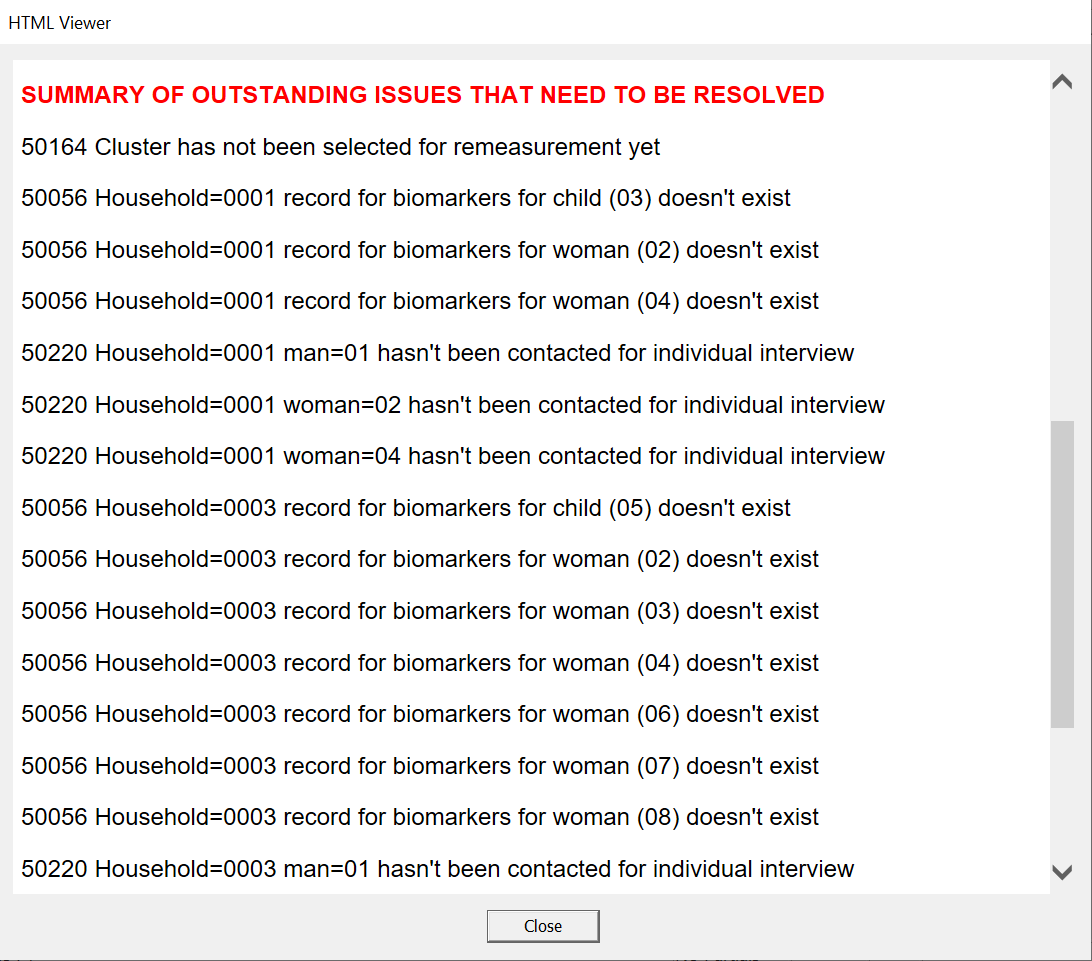 HTML Viewer
SUMMARY OF OUTSTANDING ISSUES THAT NEED TO BE RESOLVED
50164 Cluster has not been selected for remeasurement yet
50056 Household=0001 record for biomarkers for child (03) doesn't exist
50056 Household=0001 record for biomarkers for woman (02) doesn't exist
50056 Household=0001 record for biomarkers for woman (04) doesn't exist
50220 Household=0001 man=01 hasn't been contacted for individual interview
50220 Household=0001 woman=02 hasn't been contacted for individual interview
50220 Household=0001 woman=04 hasn't been contacted for individual interview
50056 Household=0003 record for biomarkers for child (05) doesn't exist
50056 Household=0003 record for biomarkers for woman (02) doesn't exist
50056 Household=0003 record for biomarkers for woman (03) doesn't exist
50056 Household=0003 record for biomarkers for woman (04) doesn't exist
50056 Household=0003 record for biomarkers for woman (06) doesn't exist
50056 Household=0003 record for biomarkers for woman (07) doesn't exist
50056 Household=0003 record for biomarkers for woman (08) doesn't exist
50220 Household=0003 man=01 hasn't been contacted for individual interview
Close